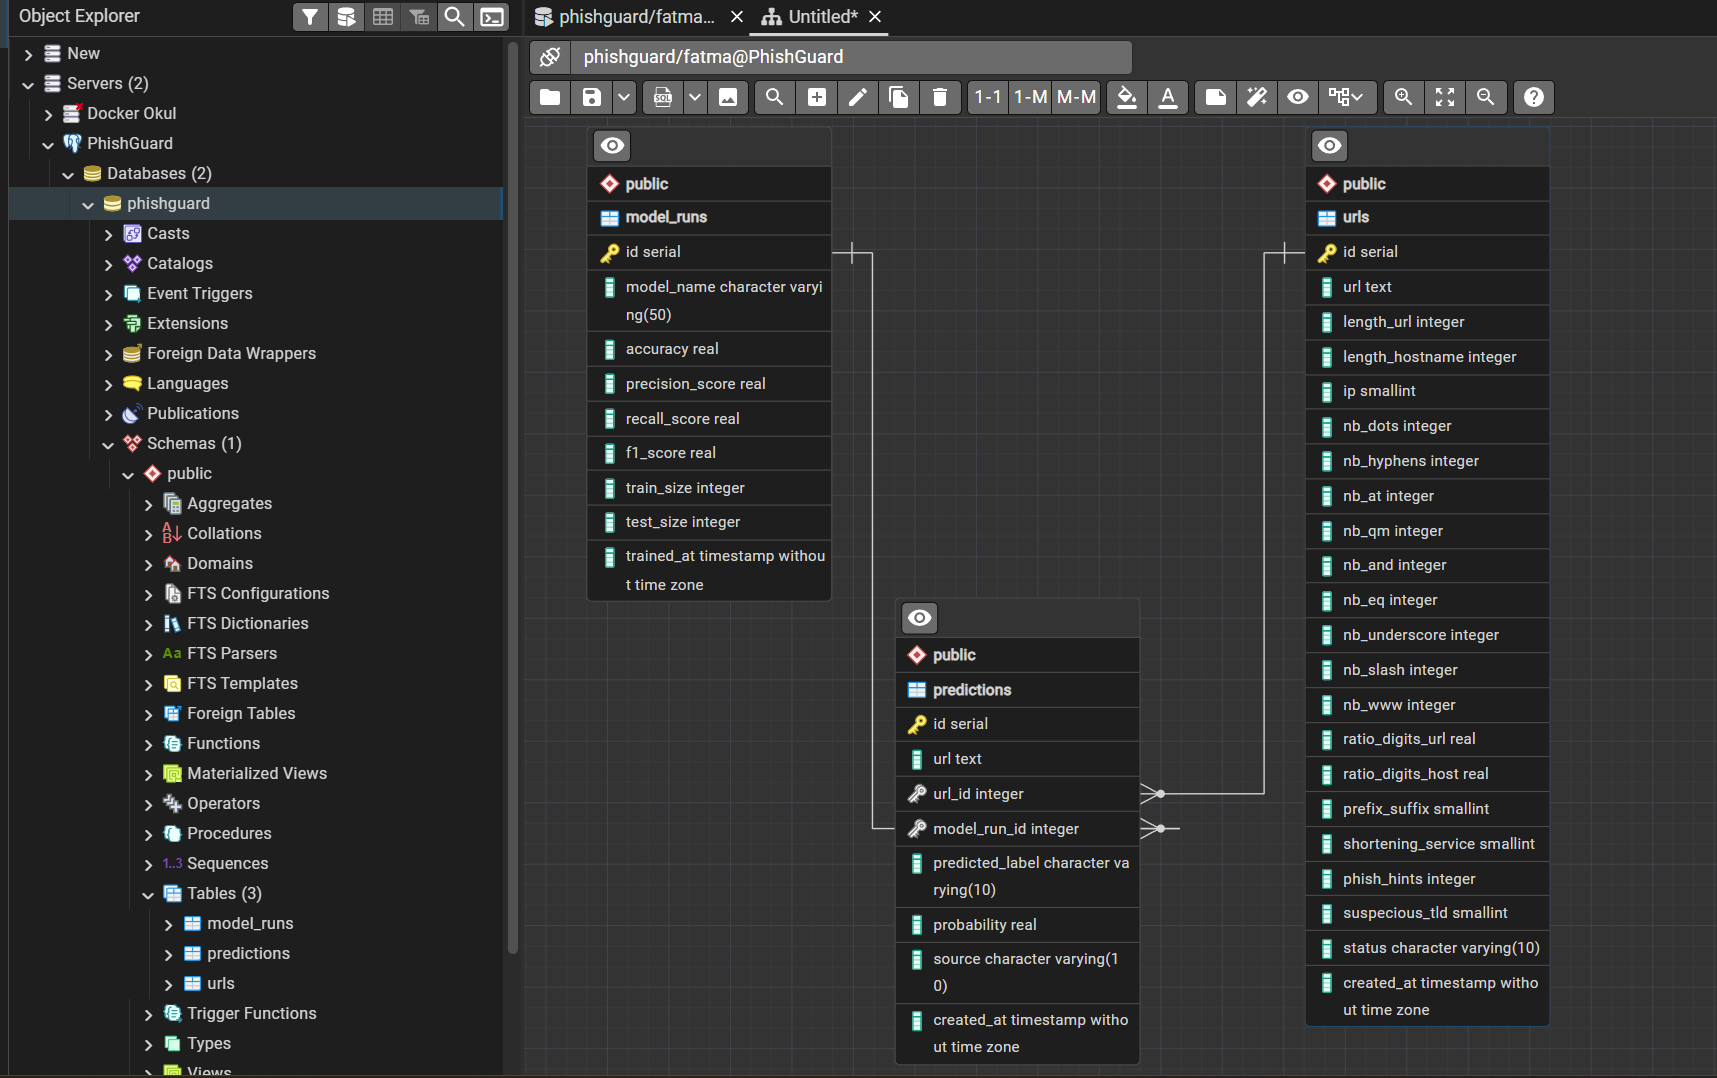 Object Explorer
New
Servers (2)
Docker Okul
PhishGuard
Databases (2)
phishguard
Casts
Catalogs
Event Triggers
Extensions
Foreign Data Wrappers
Languages
Publications
Schemas (1)
public
Aggregates
Collations
Domains
FTS Configurations
FTS Dictionaries
Aa FTS Parsers
FTS Templates
Foreign Tables
Functions
Materialized Views
Operators
Procedures
1..3 Sequences
Tables (3)
model_runs
predictions
urls
Trigger Functions
Types
Views
phishguard/fatma...
Untitled*
phishguard/fatma@PhishGuard
SQL
1-1
1-M
M-M
A
public
model_runs
id serial
model_name character varyi
ng(50)
accuracy real
precision_score real
recall_score real
f1_score real
train_size integer
test_size integer
trained_at timestamp withou
t time zone
public
predictions
id serial
url text
url_id integer
model_run_id integer
predicted_label character va
rying(10)
probability real
source character varying(1
0)
created_at timestamp witho
ut time zone
public
urls
id serial
url text
length_url integer
length_hostname integer
ip smallint
nb_dots integer
nb_hyphens integer
nb_at integer
nb_qm integer
nb_and integer
nb_eq integer
nb_underscore integer
nb_slash integer
nb_www integer
ratio_digits_url real
ratio_digits_host real
prefix_suffix smallint
shortening_service smallint
phish_hints integer
suspecious_tld smallint
status character varying(10)
created_at timestamp witho
ut time zone